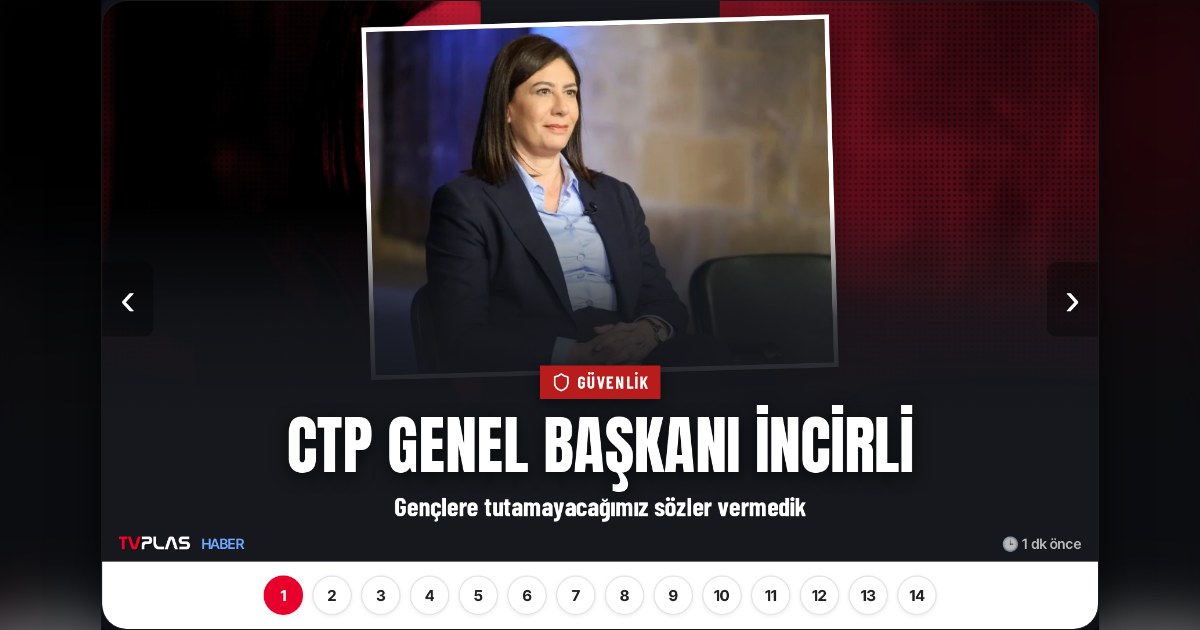 GÜVENLİK
CTP GENEL BAŞKANI İNCİRLİ
Gençlere tutamayacağımız sözler vermedik
TVPLAS HABER
1 dk önce
1 2 3 4 5 6 7 8 9 10 11 12 13 14